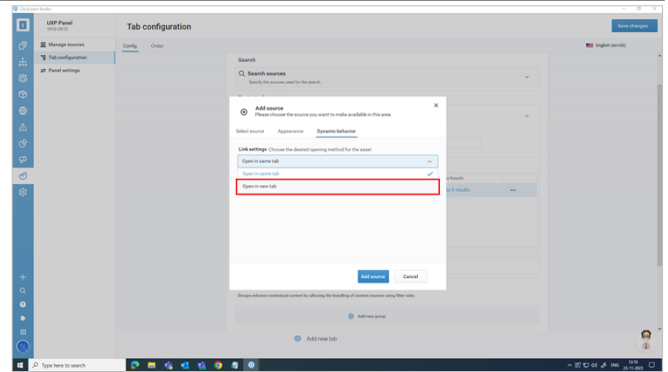 UXP Panel
Tab configuration
Save changes
Manage sources
Config
Order
English (en-US)
Tab configuration
Panel settings
Search
Search sources
Specify the sources used for the search.
Add source
Please choose the source you want to make available in this area
Select source
Appearance
Dynamic behavior
Link settings Choose the desired opening method for the asset
Open in same tab
Open in same tab
Open in new tab
Add source
Cancel
Groups enhance contextual content by allowing the bundling of content sources using filter rules.
Add new group
Add new tab
Type here to search
ENG
23-11-2023